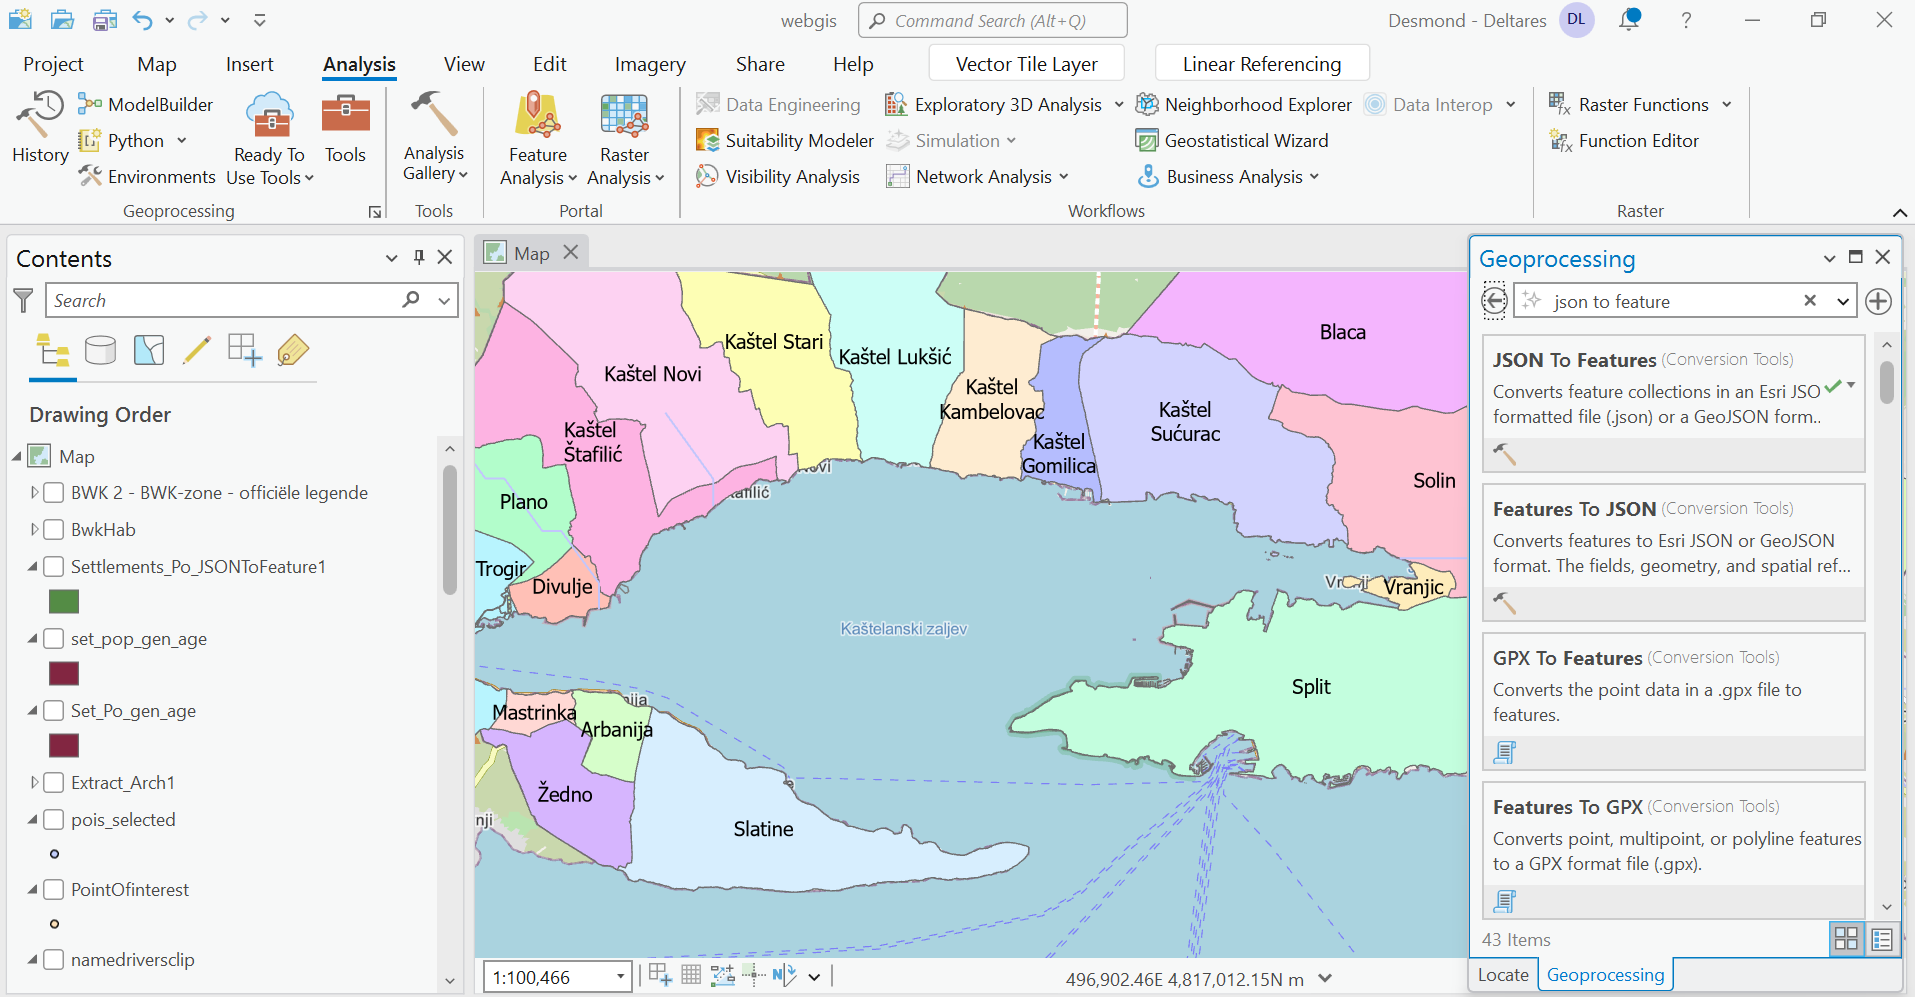 webgis
Command Search (Alt+Q)
Desmond - Deltares
DL
?
Project
Map
Insert
Analysis
View
Edit
Imagery
Share
Help
Vector Tile Layer
Linear Referencing
History
ModelBuilder
Python
Environments
Ready To
Use Tools
Tools
Geoprocessing
Analysis
Gallery
Tools
Feature
Analysis
Raster
Analysis
Portal
Data Engineering
Suitability Modeler
Visibility Analysis
Exploratory 3D Analysis
Simulation
Network Analysis
Neighborhood Explorer
Geostatistical Wizard
Business Analysis
Data Interop
Workflows
Raster Functions
Function Editor
Raster
Contents
Search
Drawing Order
Map
BWK 2 - BWK-zone - officiële legende
BwkHab
Settlements_Po_JSONToFeature1
set_pop_gen_age
Set_Po_gen_age
Extract_Arch1
pois_selected
PointOfinterest
namedriversclip
Map
Blaca
Kaštel Stari
Kaštel Lukšić
Kaštel Novi
Kaštel
Kambelovac
Kaštel
Sućurac
Kaštel
Štafilić
Kaštel
Gomilica
Solin
Plano
Trogir
Divulje
Vranjic
Kaštelanski zaljev
Split
Mastrinka
Arbanija
Žedno
Slatine
1:100,466
496,902.46E 4,817,012.15N m
Geoprocessing
json to feature
JSON To Features (Conversion Tools)
Converts feature collections in an Esri JSO
formatted file (.json) or a GeoJSON form..
Features To JSON (Conversion Tools)
Converts features to Esri JSON or GeoJSON
format. The fields, geometry, and spatial ref...
GPX To Features (Conversion Tools)
Converts the point data in a .gpx file to
features.
Features To GPX (Conversion Tools)
Converts point, multipoint, or polyline features
to a GPX format file (.gpx).
43 Items
Locate
Geoprocessing